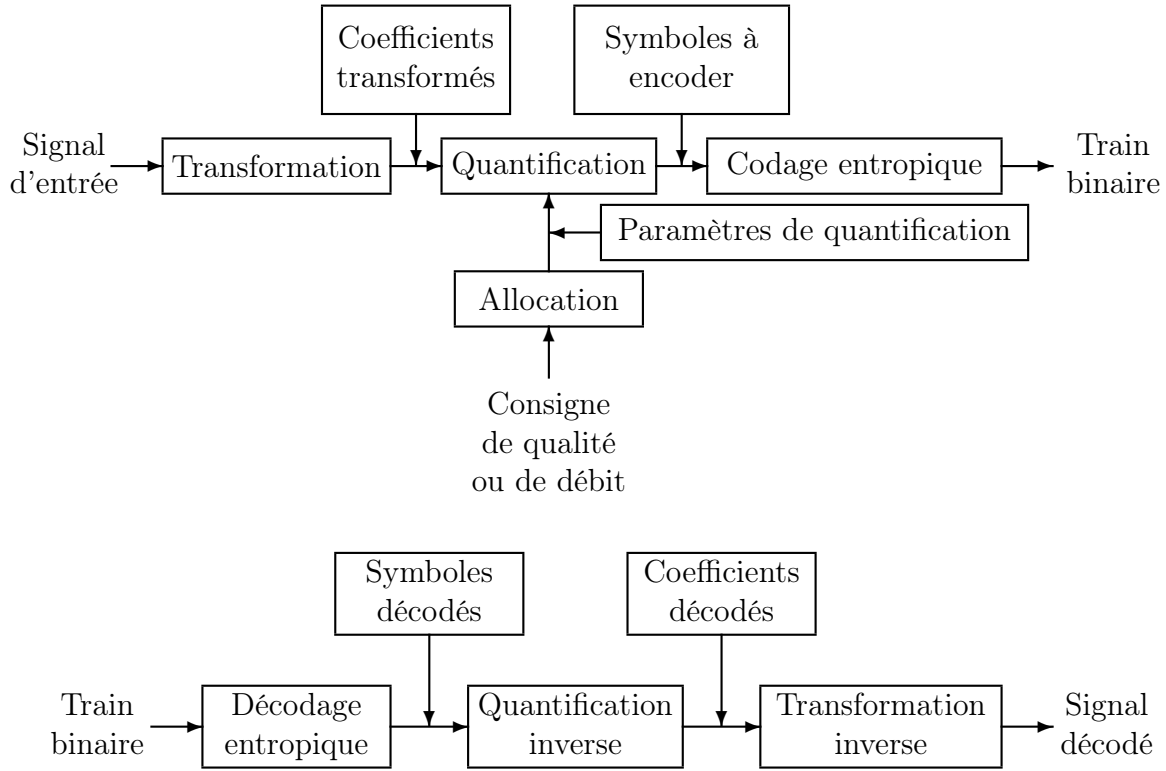 Coefficients
transformés
Symboles à
encoder
Signal
d'entrée
Transformation
Quantification
Codage entropique
Train
binaire
Paramètres de quantification
Allocation
Consigne
de qualité
ou de débit
Symboles
décodés
Coefficients
décodés
Train
binaire
Décodage
entropique
Quantification
inverse
Transformation
inverse
Signal
décodé